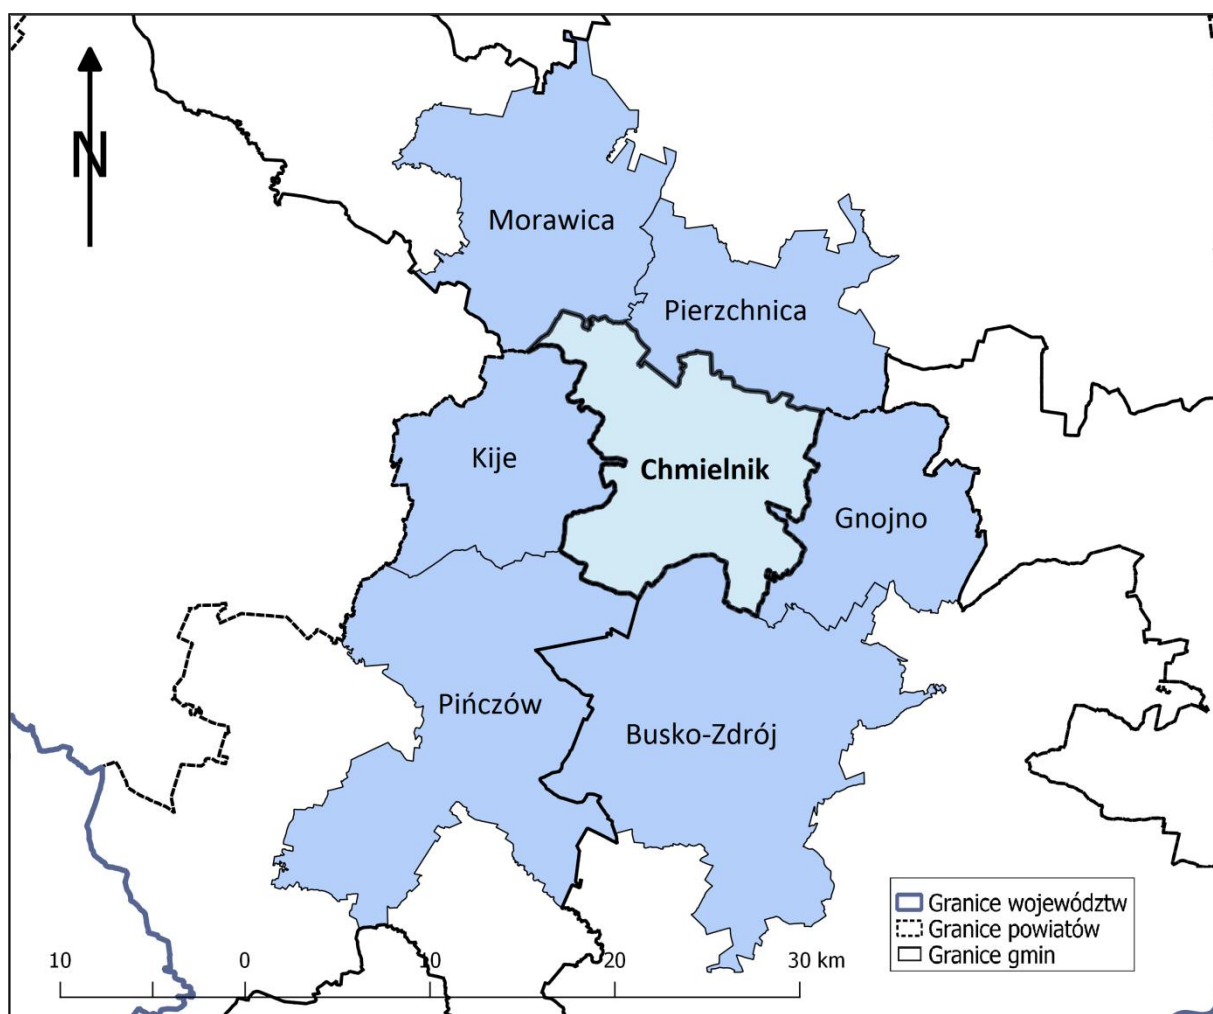 N
Morawica
Pierzchnica
Kije
Chmielnik
Gnojno
Pińczów
Busko-Zdrój
Granice województw
Granice powiatów
Granice gmin
10 0 10 20 30 km